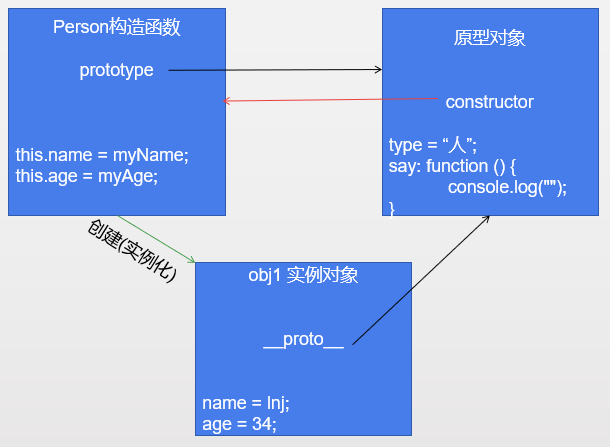 Person构造函数
prototype
this.name = myName;
this.age = myAge;
原型对象
constructor
type = “人”;
say: function () {
console.log("");
}
创建(实例化)
obj1 实例对象
__proto__
name = lnj;
age = 34;